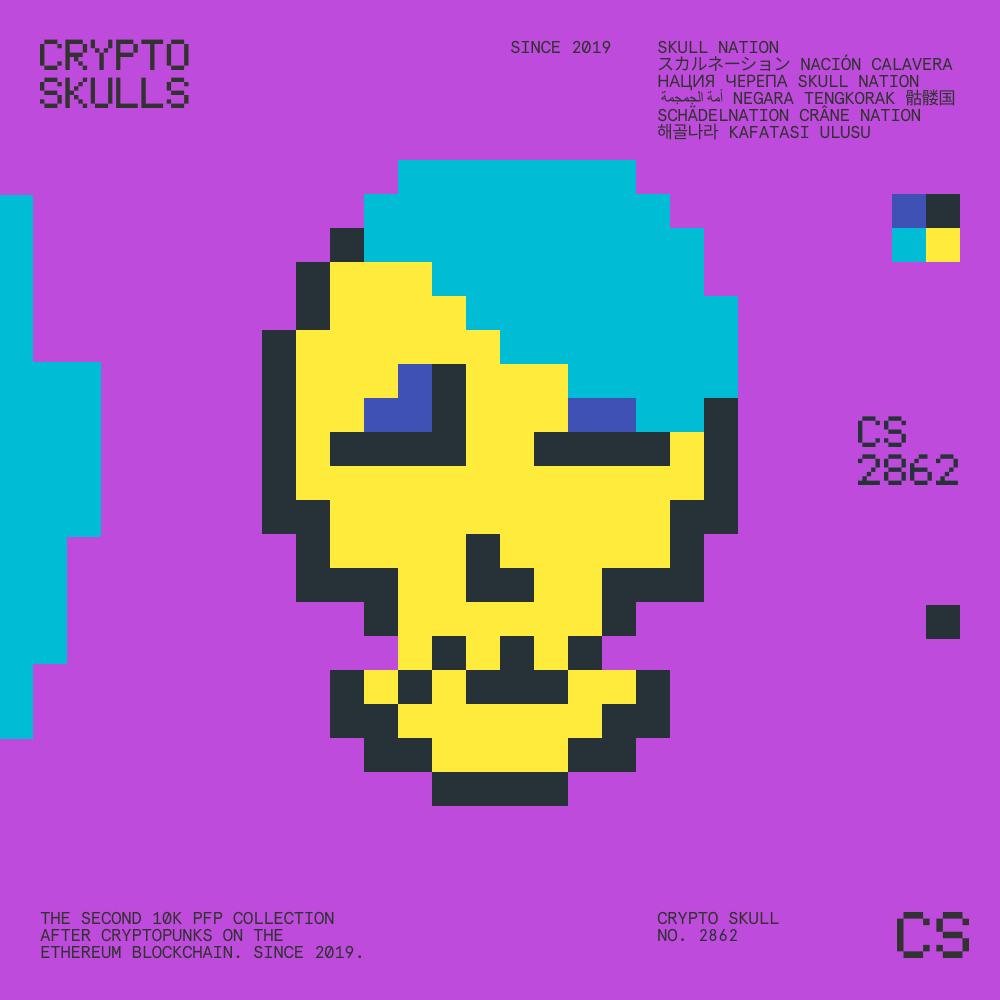 CRYPTO
SKULLS
SINCE 2019
SKULL NATION
スカルネーション NACIÓN CALAVERA
НАЦИЯ ЧЕРЕПА SKULL NATION
أمة الجمجمة NEGARA TENGKORAK 骷髅国
SCHÄDELNATION CRÂNE NATION
해골나라 KAFATASI ULUSU
CS
2862
THE SECOND 10K PFP COLLECTION
AFTER CRYPTOPUNKS ON THE
ETHEREUM BLOCKCHAIN. SINCE 2019.
CRYPTO SKULL
NO. 2862
CS